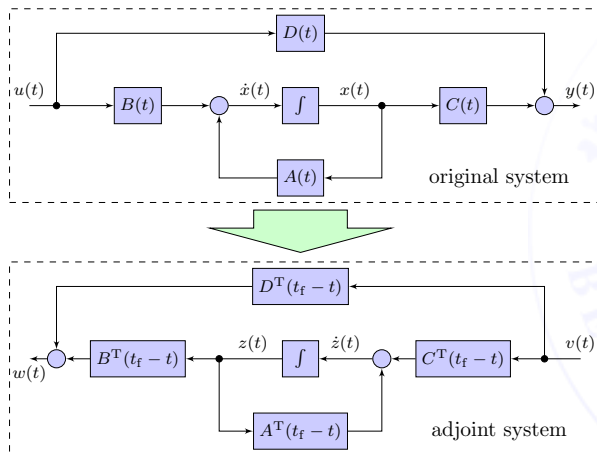 D(t)
u(t)
B(t)
ẋ(t)
∫
x(t)
C(t)
y(t)
A(t)
original system
Dᵀ(t_f − t)
w(t)
Bᵀ(t_f − t)
z(t)
∫
ż(t)
Cᵀ(t_f − t)
v(t)
Aᵀ(t_f − t)
adjoint system